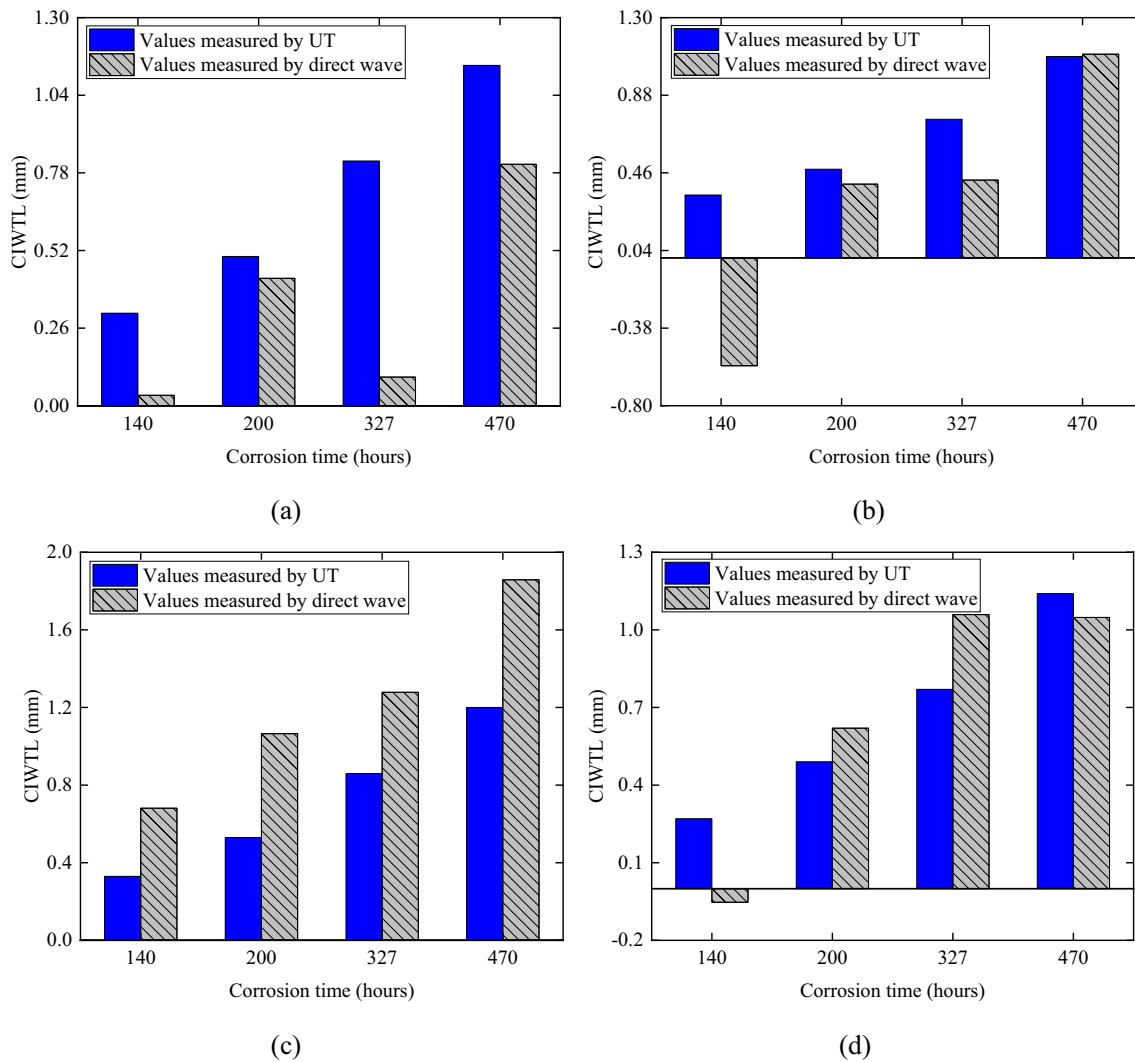 1.30
1.04
0.78
0.52
0.26
0.00
CIWTL (mm)
Values measured by UT
Values measured by direct wave
140 200 327 470
Corrosion time (hours)
(a)
1.30
0.88
0.46
0.04
-0.38
-0.80
CIWTL (mm)
Values measured by UT
Values measured by direct wave
140 200 327 470
Corrosion time (hours)
(b)
2.0
1.6
1.2
0.8
0.4
0.0
CIWTL (mm)
Values measured by UT
Values measured by direct wave
140 200 327 470
Corrosion time (hours)
(c)
1.3
1.0
0.7
0.4
0.1
-0.2
CIWTL (mm)
Values measured by UT
Values measured by direct wave
140 200 327 470
Corrosion time (hours)
(d)